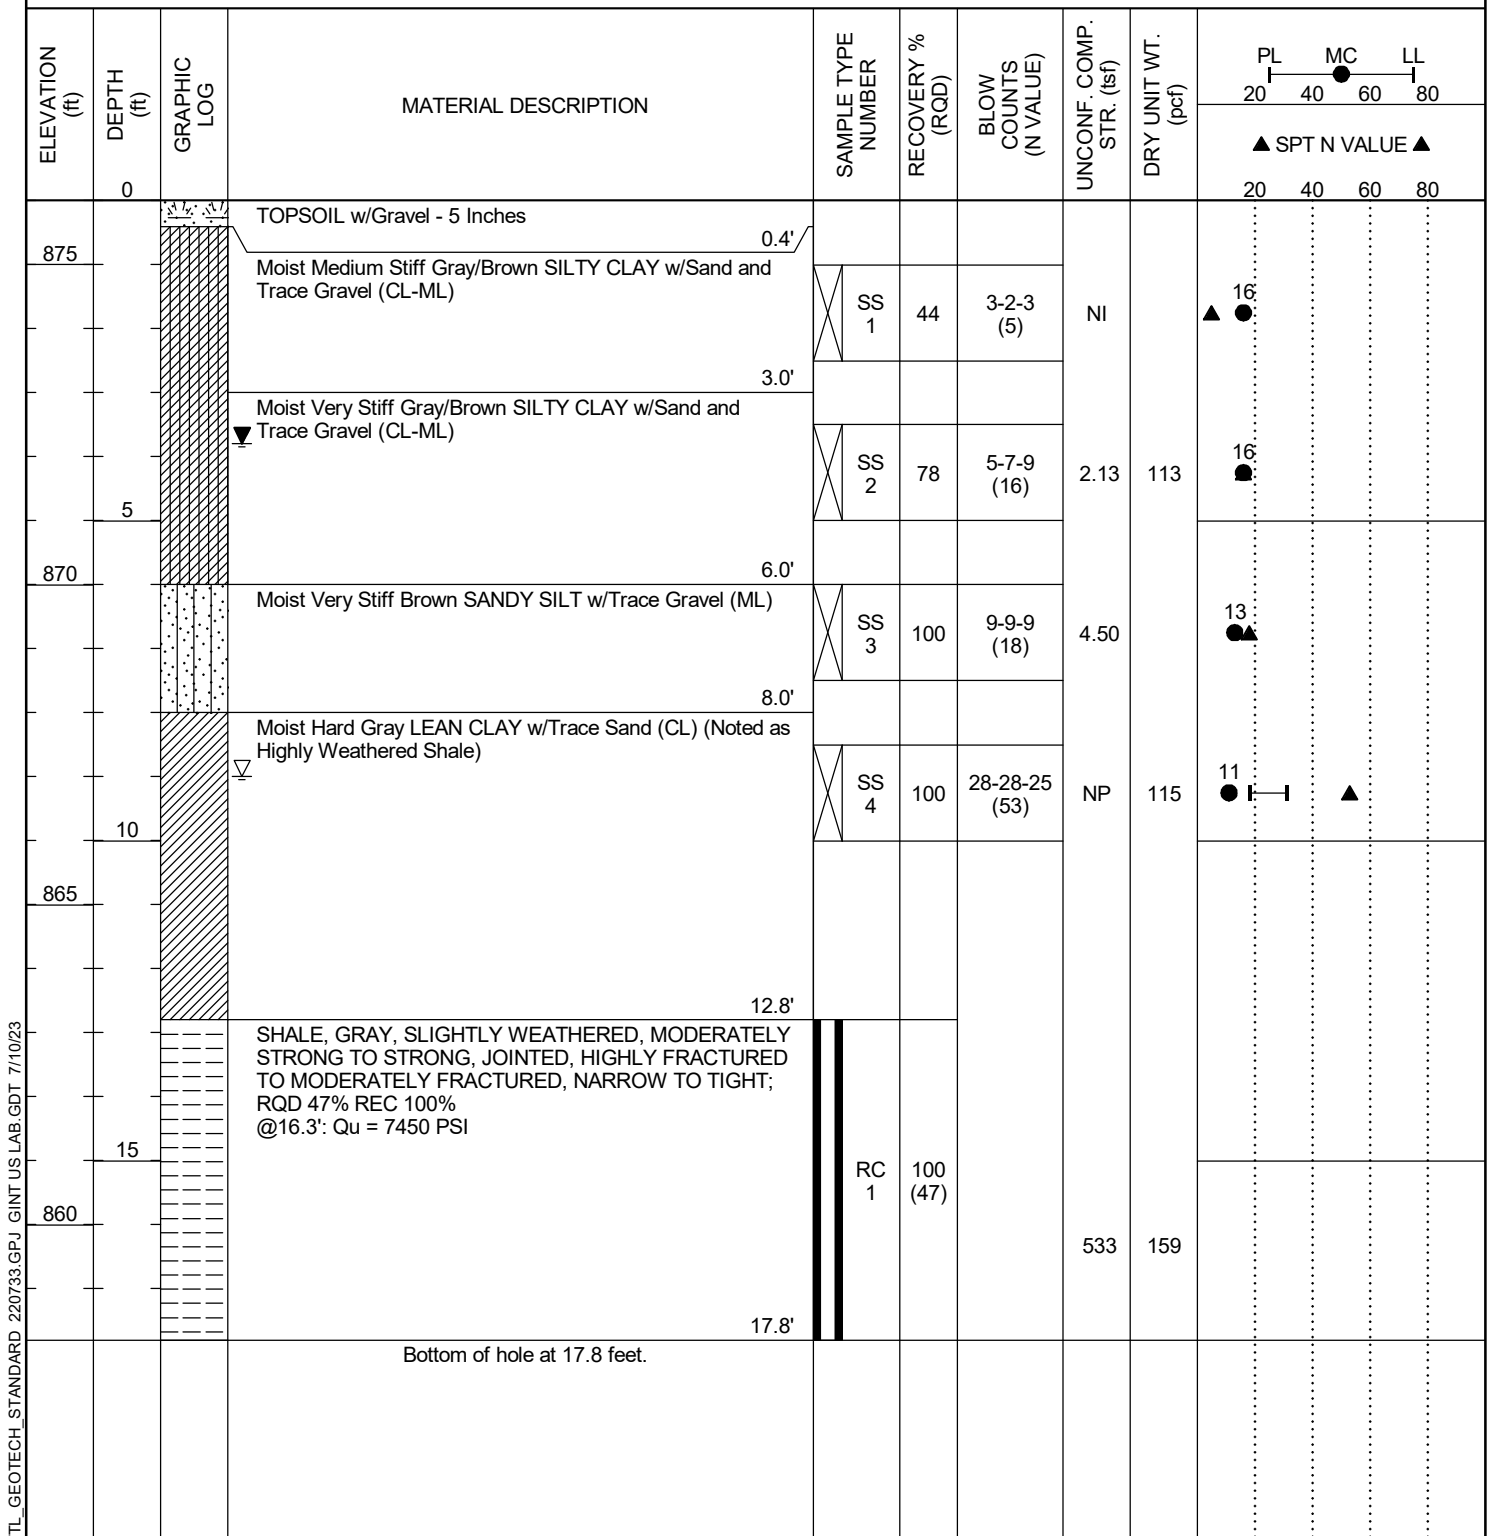 ELEVATION
(ft)
DEPTH
(ft)
GRAPHIC
LOG
MATERIAL DESCRIPTION
SAMPLE TYPE
NUMBER
RECOVERY %
(RQD)
BLOW
COUNTS
(N VALUE)
UNCONF. COMP.
STR. (tsf)
DRY UNIT WT.
(pcf)
PL MC LL
20 40 60 80
▲ SPT N VALUE ▲
20 40 60 80
0
TOPSOIL w/Gravel - 5 Inches
0.4'
875
Moist Medium Stiff Gray/Brown SILTY CLAY w/Sand and
Trace Gravel (CL-ML)
SS
1
44
3-2-3
(5)
NI
16
3.0'
Moist Very Stiff Gray/Brown SILTY CLAY w/Sand and
Trace Gravel (CL-ML)
SS
2
78
5-7-9
(16)
2.13
113
16
5
6.0'
870
Moist Very Stiff Brown SANDY SILT w/Trace Gravel (ML)
SS
3
100
9-9-9
(18)
4.50
13
8.0'
Moist Hard Gray LEAN CLAY w/Trace Sand (CL) (Noted as
Highly Weathered Shale)
SS
4
100
28-28-25
(53)
NP
115
11
10
865
12.8'
SHALE, GRAY, SLIGHTLY WEATHERED, MODERATELY
STRONG TO STRONG, JOINTED, HIGHLY FRACTURED
TO MODERATELY FRACTURED, NARROW TO TIGHT;
RQD 47% REC 100%
@16.3': Qu = 7450 PSI
15
RC
1
100
(47)
860
533
159
17.8'
Bottom of hole at 17.8 feet.
TL_GEOTECH_STANDARD 220733.GPJ GINT US LAB.GDT 7/10/23